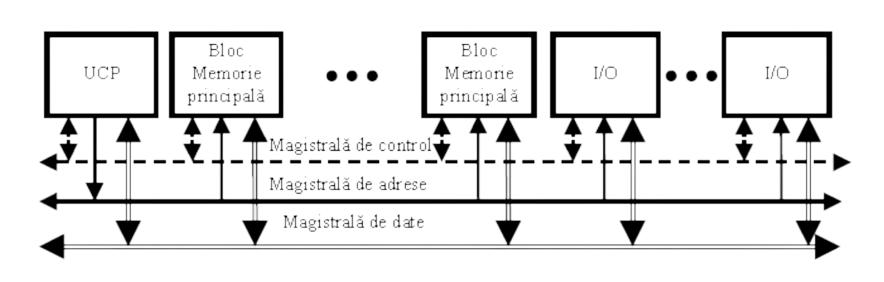 UCP
Bloc
Memorie
principală
Bloc
Memorie
principală
I/O
I/O
Magistrală de control
Magistrală de adrese
Magistrală de date